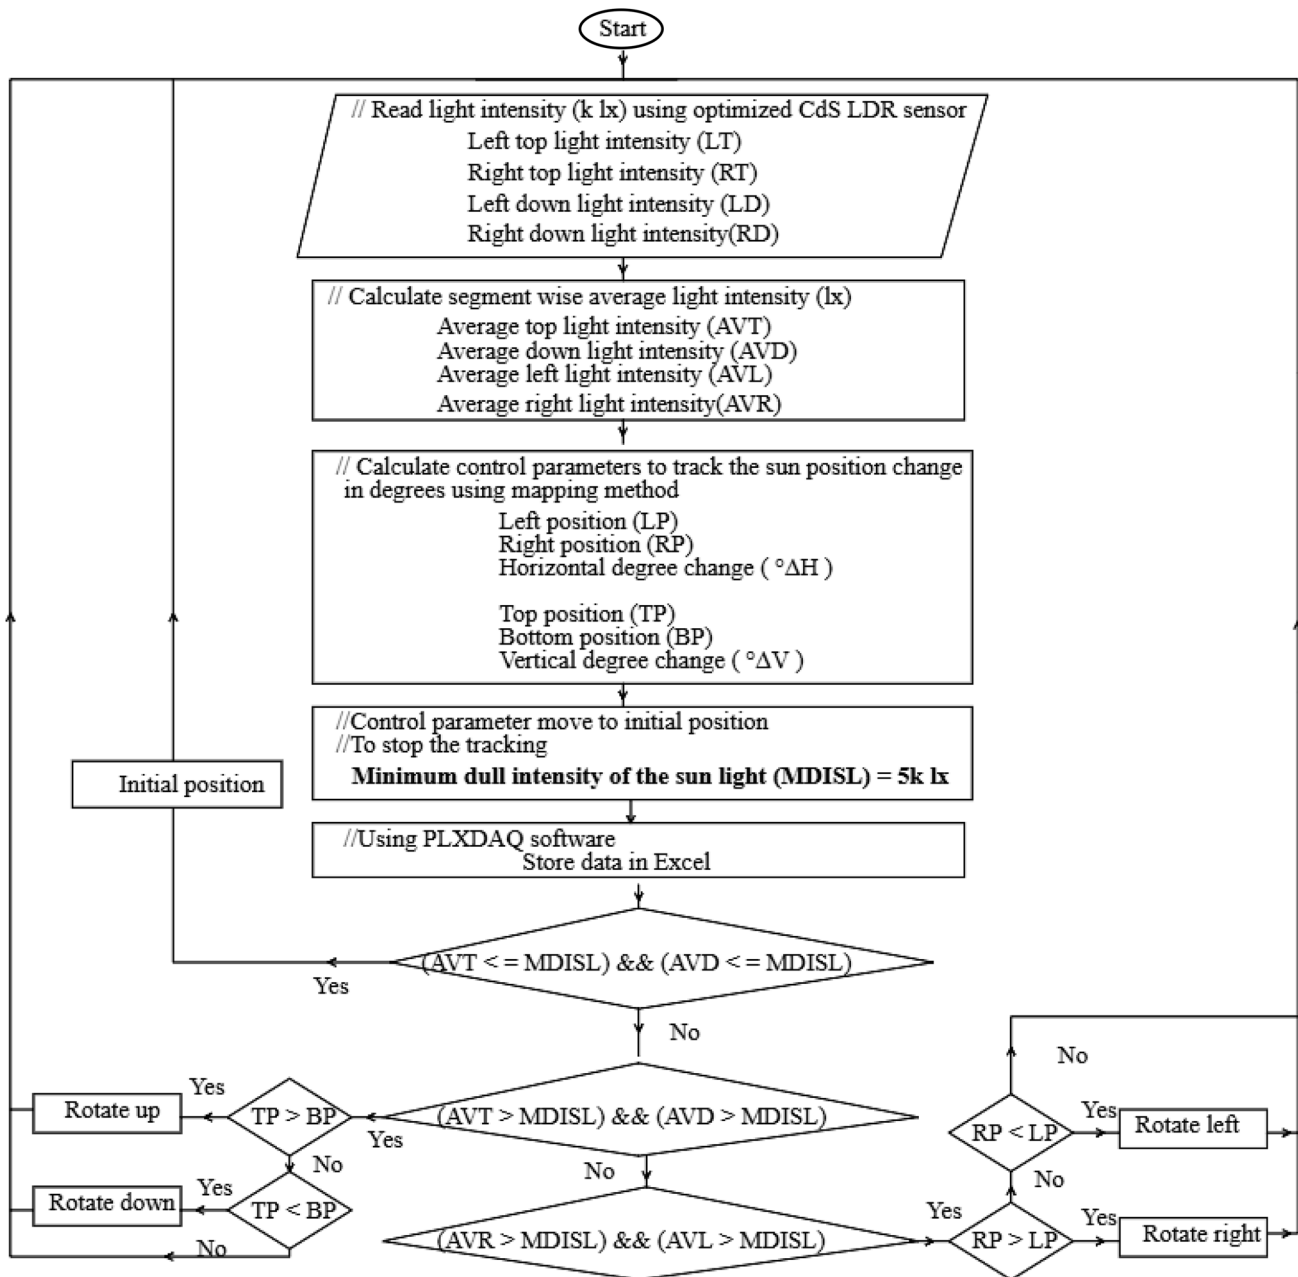 Start
// Read light intensity (k lx) using optimized CdS LDR sensor
Left top light intensity (LT)
Right top light intensity (RT)
Left down light intensity (LD)
Right down light intensity(RD)
// Calculate segment wise average light intensity (lx)
Average top light intensity (AVT)
Average down light intensity (AVD)
Average left light intensity (AVL)
Average right light intensity(AVR)
// Calculate control parameters to track the sun position change
in degrees using mapping method
Left position (LP)
Right position (RP)
Horizontal degree change ( °ΔH )
Top position (TP)
Bottom position (BP)
Vertical degree change ( °ΔV )
//Control parameter move to initial position
//To stop the tracking
Minimum dull intensity of the sun light (MDISL) = 5k lx
Initial position
//Using PLXDAQ software
Store data in Excel
(AVT < = MDISL) && (AVD < = MDISL)
Yes
No
No
Yes
Rotate up
TP > BP
Yes
(AVT > MDISL) && (AVD > MDISL)
RP < LP
Yes
Rotate left
No
No
No
Yes
Rotate down
TP < BP
No
(AVR > MDISL) && (AVL > MDISL)
Yes
RP > LP
Yes
Rotate right